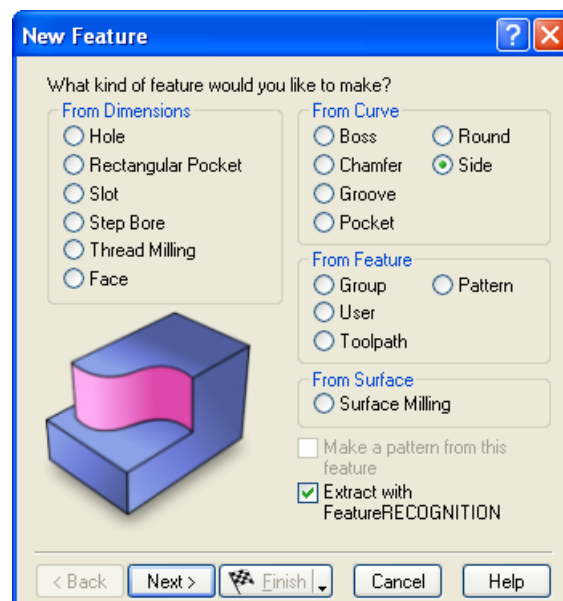 New Feature
What kind of feature would you like to make?
From Dimensions
Hole
Rectangular Pocket
Slot
Step Bore
Thread Milling
Face
From Curve
Boss
Round
Chamfer
Side
Groove
Pocket
From Feature
Group
Pattern
User
Toolpath
From Surface
Surface Milling
Make a pattern from this
feature
Extract with
FeatureRECOGNITION
< Back
Next >
Finish
Cancel
Help